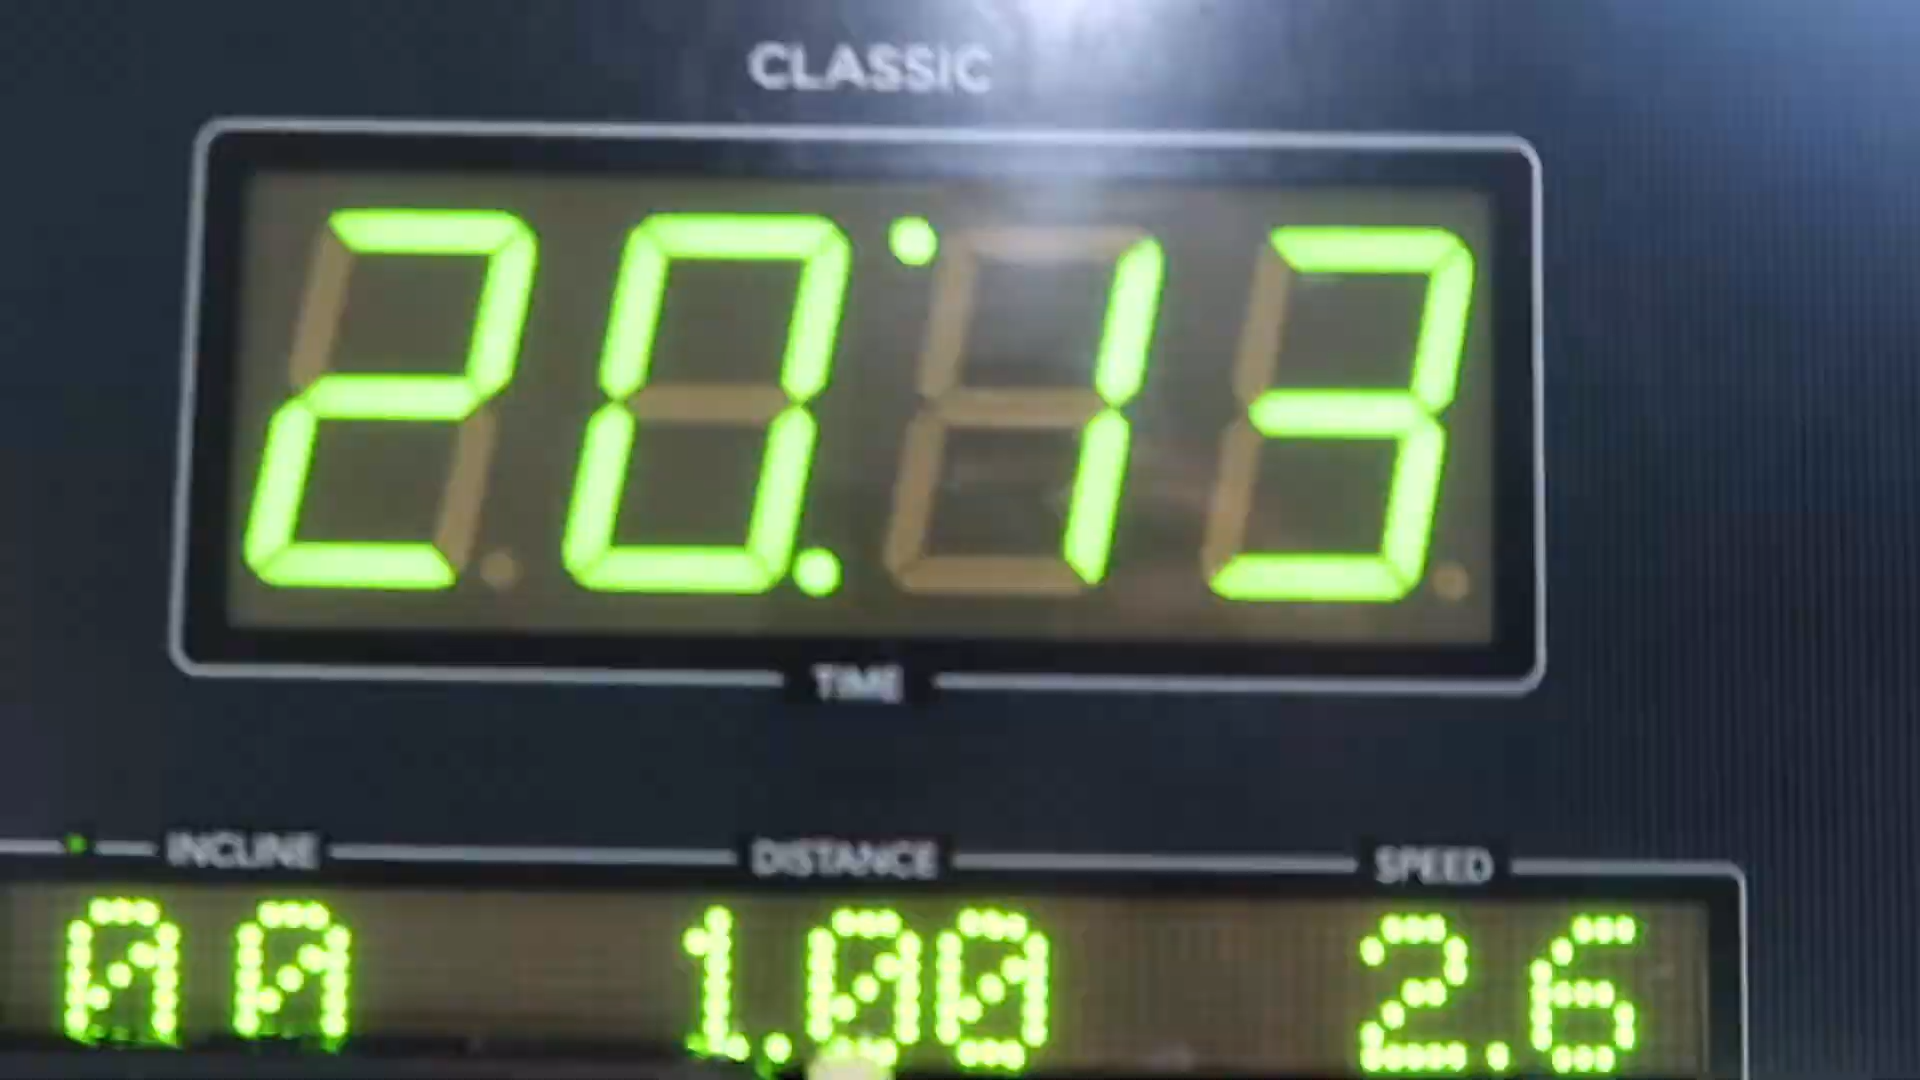 CLASSIC
20:13
TIME
INCLINE DISTANCE SPEED
00 1.00 2.6